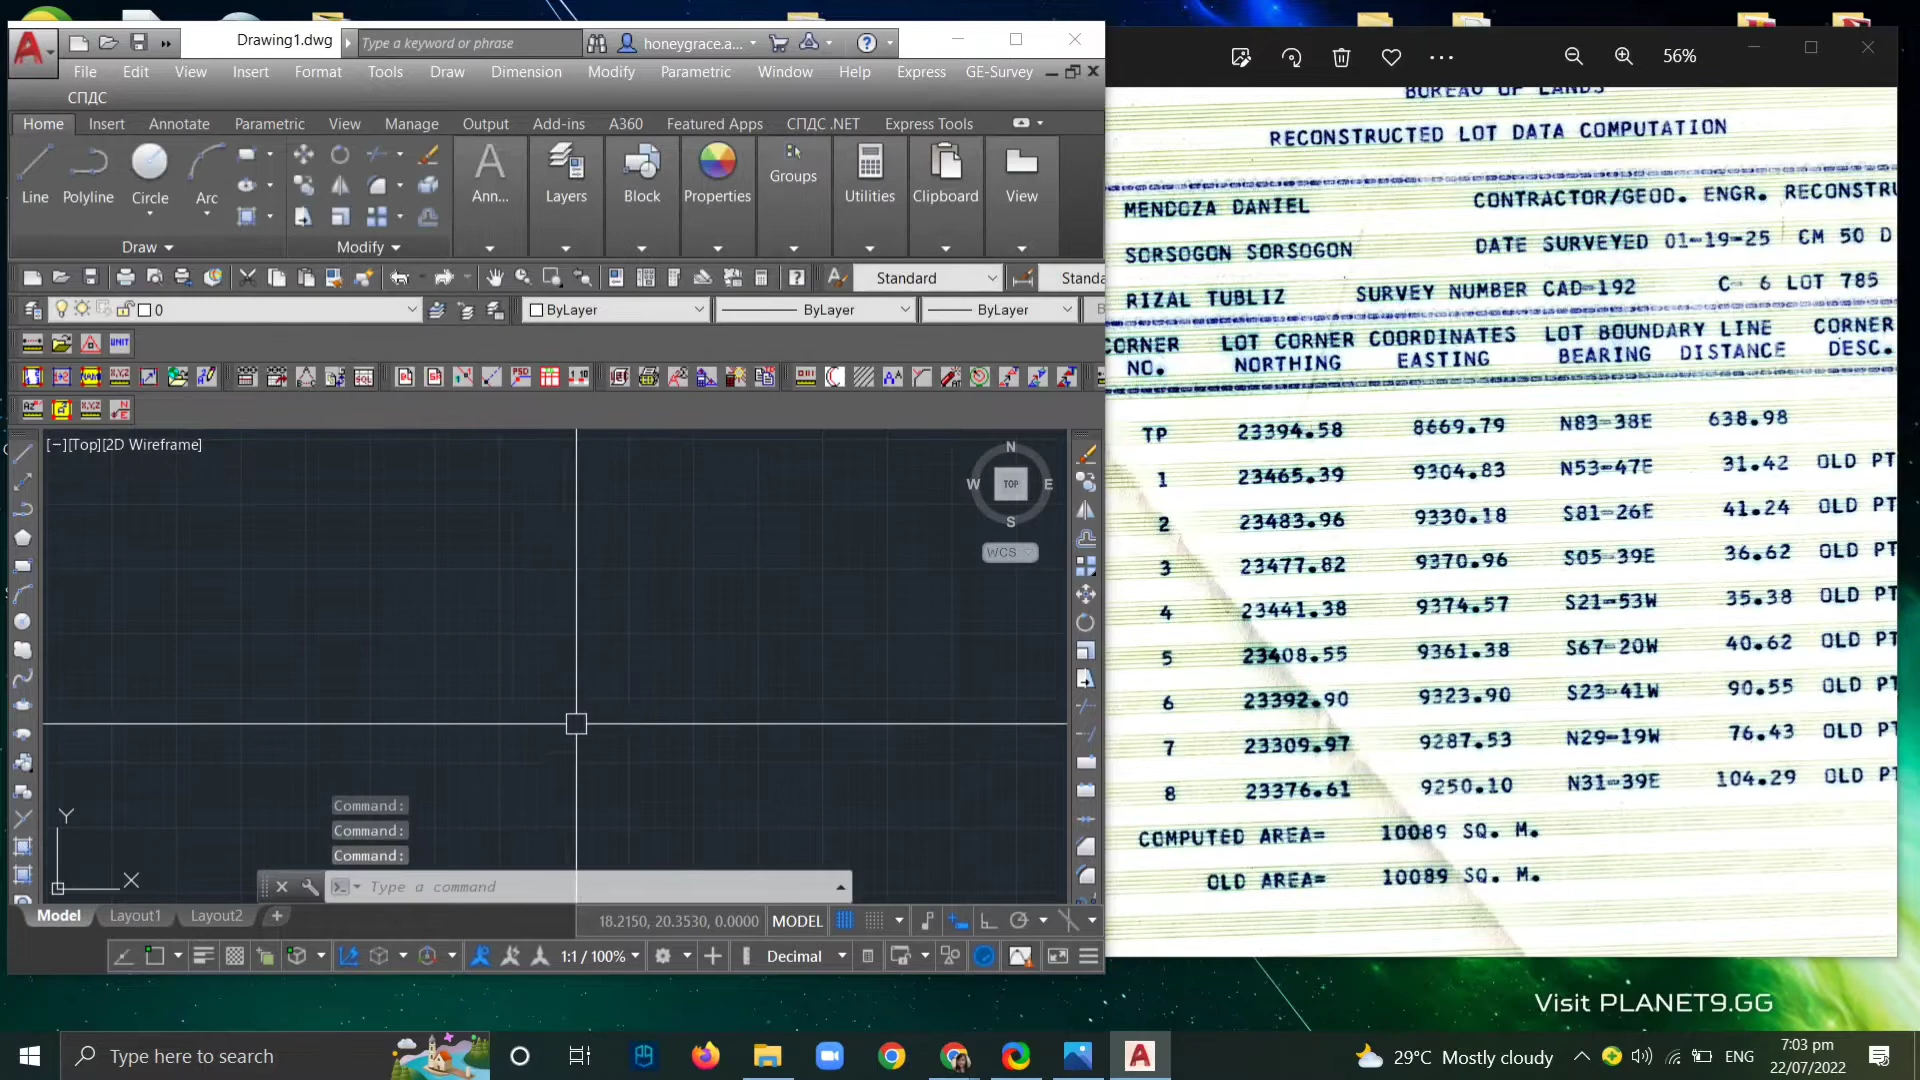 Drawing1.dwg
Type a keyword or phrase
honeygrace.a...
File Edit View Insert Format Tools Draw Dimension Modify Parametric Window Help Express GE-Survey
СПДС
Home Insert Annotate Parametric View Manage Output Add-ins A360 Featured Apps СПДС .NET Express Tools
Line Polyline Circle Arc
Ann... Layers Block Properties Groups Utilities Clipboard View
Draw Modify
Standard
Standa
0
ByLayer ByLayer ByLayer
UNIT
[−][Top][2D Wireframe]
N
W TOP E
S
WCS
Y
X
Command:
Command:
Command:
Type a command
Model Layout1 Layout2 +
18.2150, 20.3530, 0.0000 MODEL
1:1 / 100% Decimal
56%
BUREAU OF LANDS
RECONSTRUCTED LOT DATA COMPUTATION
MENDOZA DANIEL CONTRACTOR/GEOD. ENGR. RECONSTRU
SORSOGON SORSOGON DATE SURVEYED 01-19-25 CM 50 D
RIZAL TUBLIZ SURVEY NUMBER CAD-192 C- 6 LOT 785
CORNER LOT CORNER COORDINATES LOT BOUNDARY LINE CORNER
NO. NORTHING EASTING BEARING DISTANCE DESC.
TP 23394.58 8669.79 N83-38E 638.98
1 23465.39 9304.83 N53-47E 31.42 OLD PT
2 23483.96 9330.18 S81-26E 41.24 OLD PT
3 23477.82 9370.96 S05-39E 36.62 OLD PT
4 23441.38 9374.57 S21-53W 35.38 OLD PT
5 23408.55 9361.38 S67-20W 40.62 OLD PT
6 23392.90 9323.90 S23-41W 90.55 OLD PT
7 23309.97 9287.53 N29-19W 76.43 OLD PT
8 23376.61 9250.10 N31-39E 104.29 OLD PT
COMPUTED AREA= 10089 SQ. M.
OLD AREA= 10089 SQ. M.
Visit PLANET9.GG
Type here to search
29°C Mostly cloudy
ENG
7:03 pm
22/07/2022